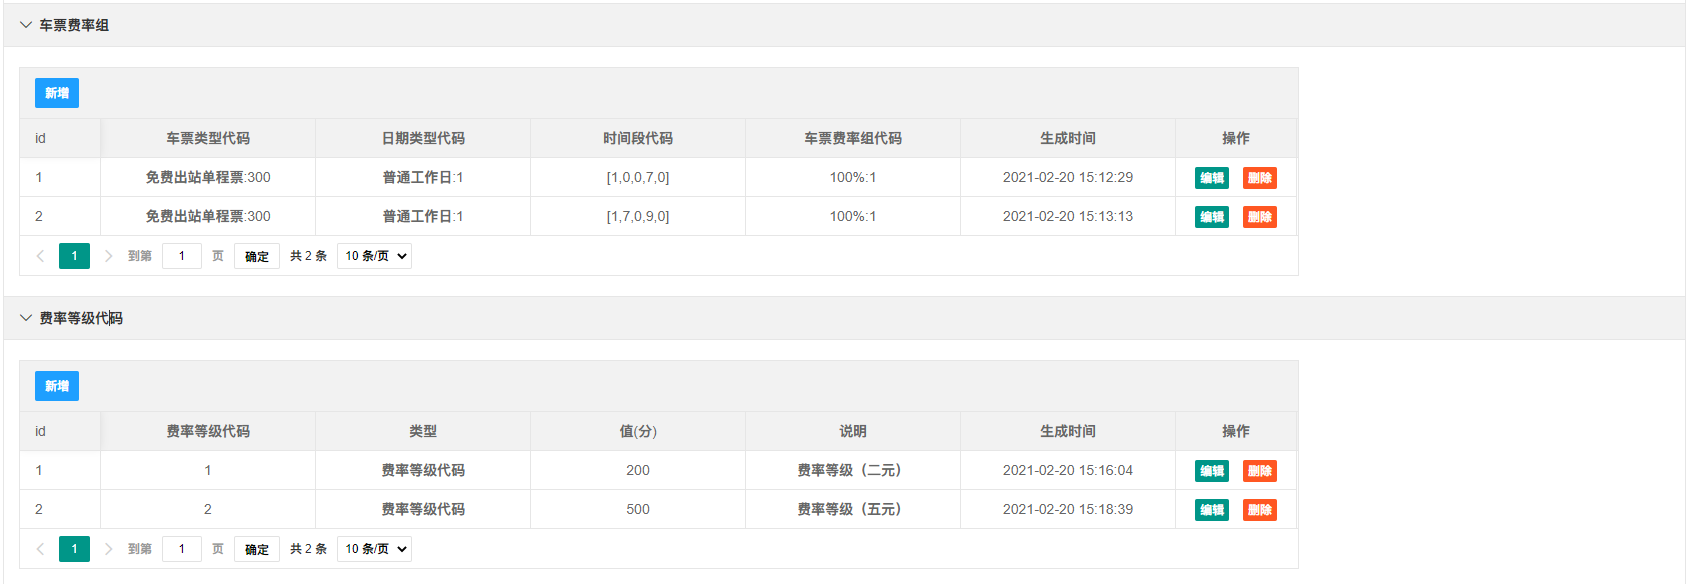 车票费率组
新增
id 车票类型代码 日期类型代码 时间段代码 车票费率组代码 生成时间 操作
1 免费出站单程票:300 普通工作日:1 [1,0,0,7,0] 100%:1 2021-02-20 15:12:29 编辑 删除
2 免费出站单程票:300 普通工作日:1 [1,7,0,9,0] 100%:1 2021-02-20 15:13:13 编辑 删除
1 到第 1 页 确定 共 2 条 10 条/页
费率等级代码
新增
id 费率等级代码 类型 值(分) 说明 生成时间 操作
1 1 费率等级代码 200 费率等级（二元） 2021-02-20 15:16:04 编辑 删除
2 2 费率等级代码 500 费率等级（五元） 2021-02-20 15:18:39 编辑 删除
1 到第 1 页 确定 共 2 条 10 条/页